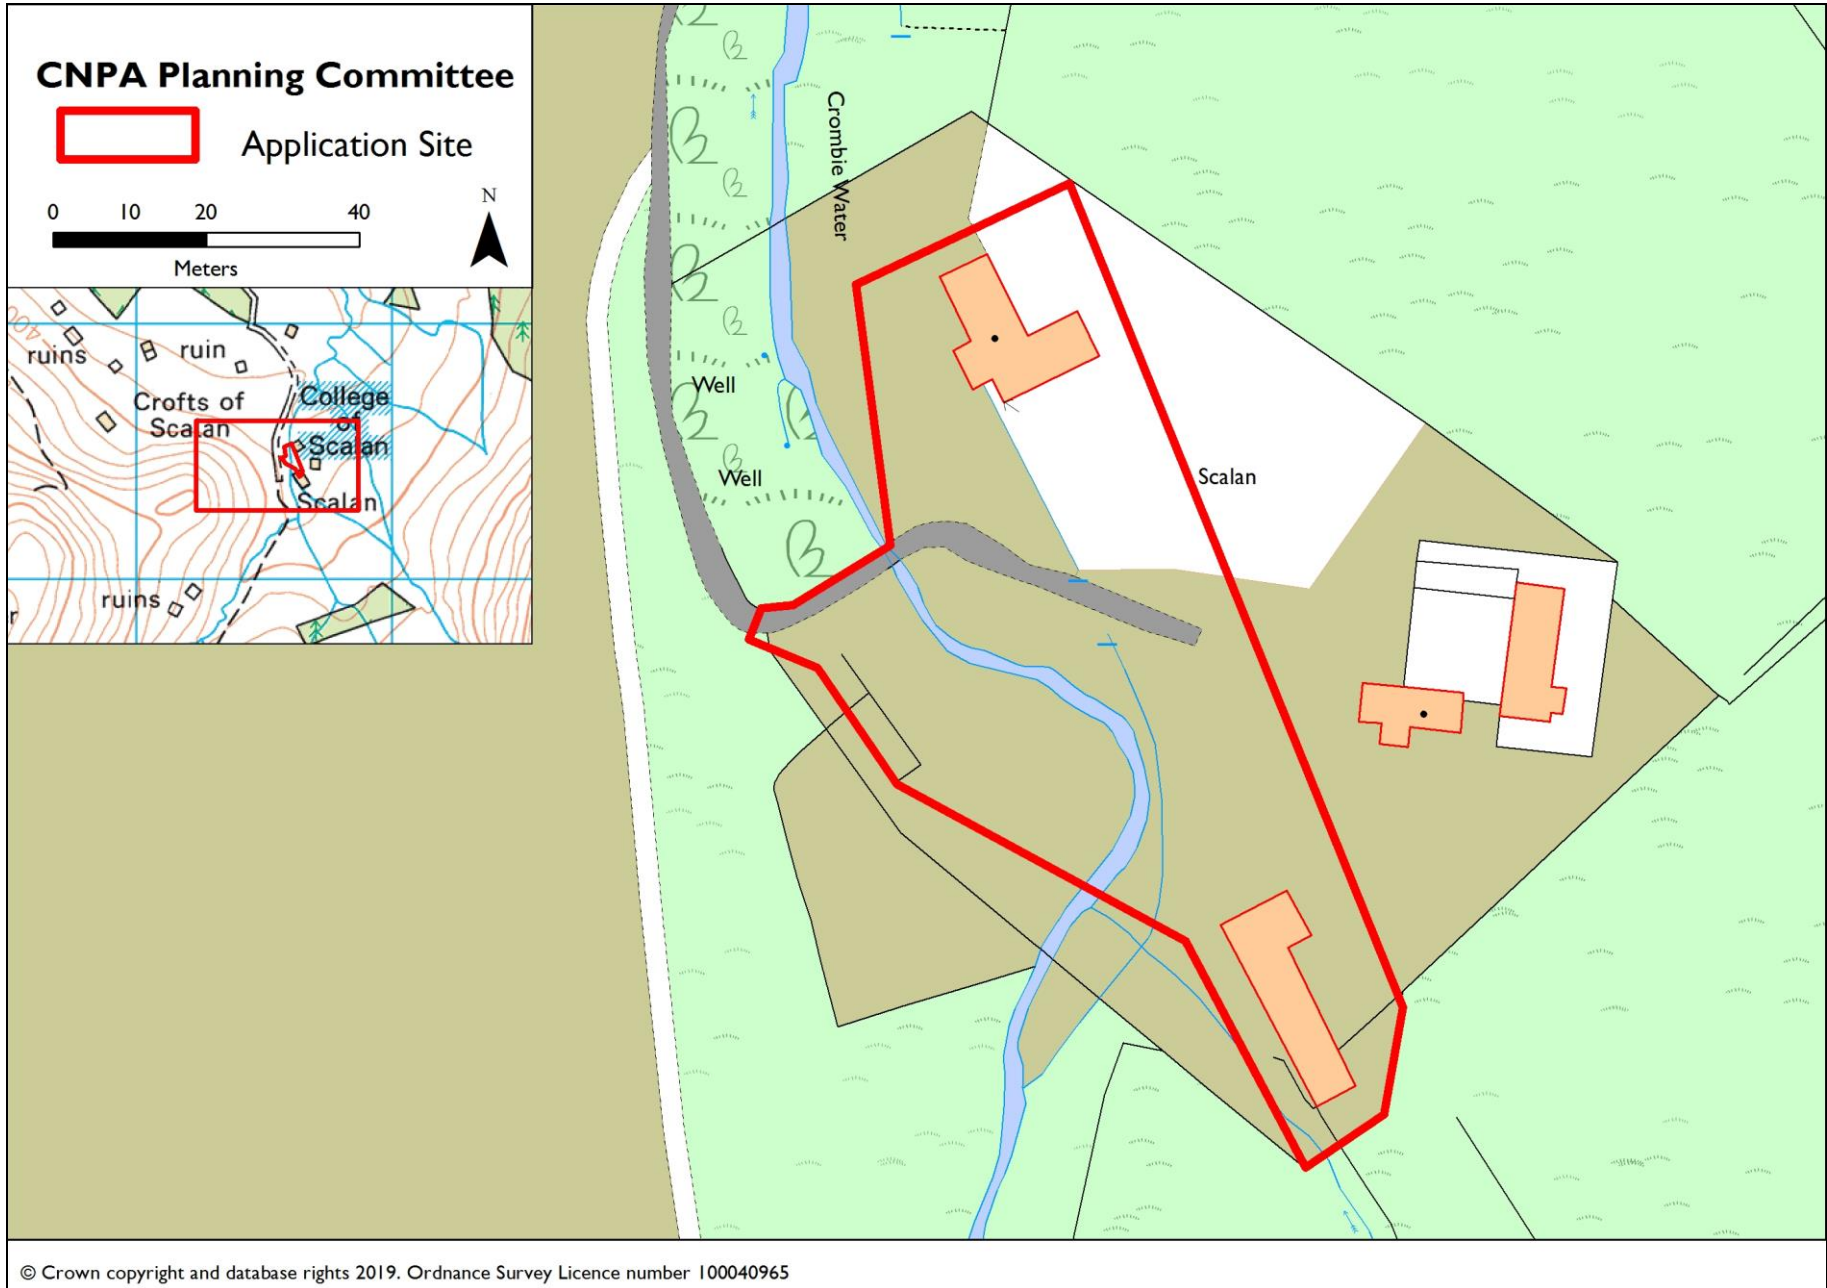 CNPA Planning Committee
Application Site
0 10 20 40
Meters
N
400
ruins
ruin
Crofts of
Scalan
College
of
Scalan
Scalan
ruins
r
Crombie Water
Well
Well
Scalan
© Crown copyright and database rights 2019. Ordnance Survey Licence number 100040965